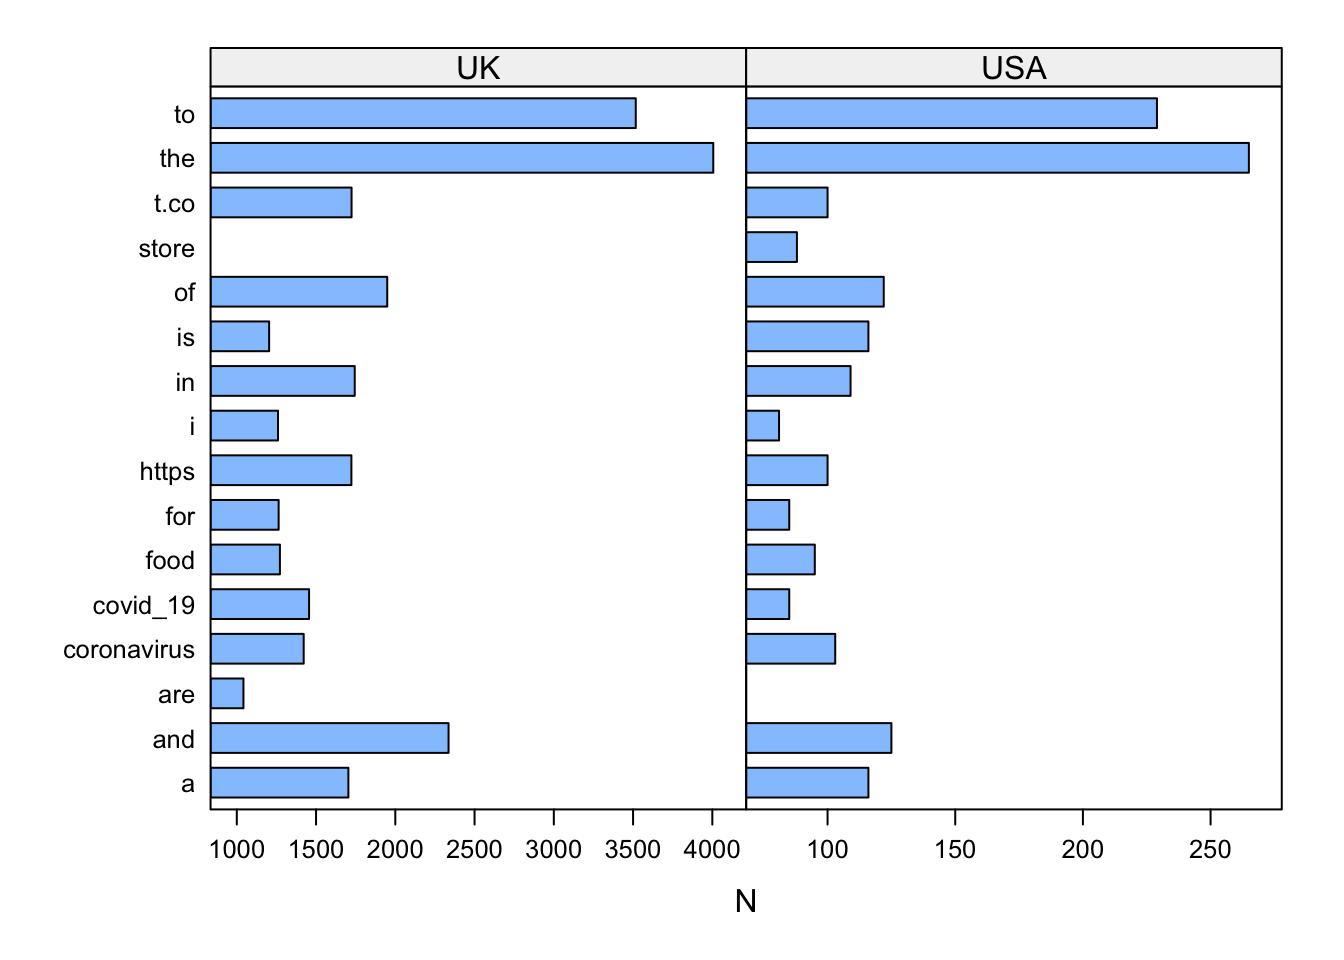 UK USA
to
the
t.co
store
of
is
in
i
https
for
food
covid_19
coronavirus
are
and
a
1000 1500 2000 2500 3000 3500 4000 100 150 200 250
N